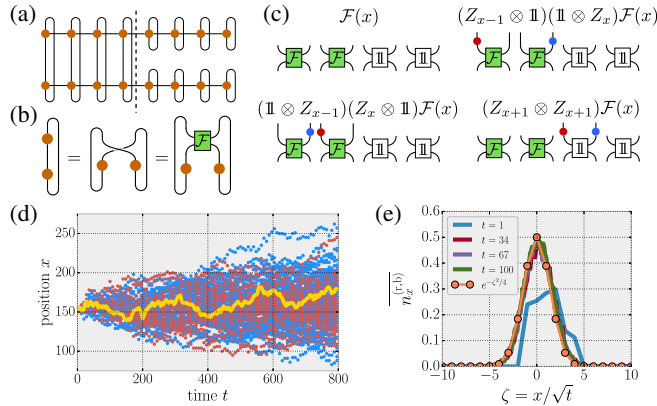 (a)
(b)
=
=
F
(c)
F(x)
F F 𝟙 𝟙
(Z_{x−1} ⊗ 𝟙)(𝟙 ⊗ Z_x)F(x)
F F 𝟙 𝟙
(𝟙 ⊗ Z_{x−1})(Z_x ⊗ 𝟙)F(x)
F F 𝟙 𝟙
(Z_{x+1} ⊗ Z_{x+1})F(x)
F F 𝟙 𝟙
(d)
position x
250
200
150
100
0 200 400 600 800
time t
(e)
n_x^{(r,b)}
0.6
0.5
0.4
0.3
0.2
0.1
0.0
−10 −5 0 5 10
ζ = x/√t
t = 1
t = 34
t = 67
t = 100
e^{−ζ²/4}